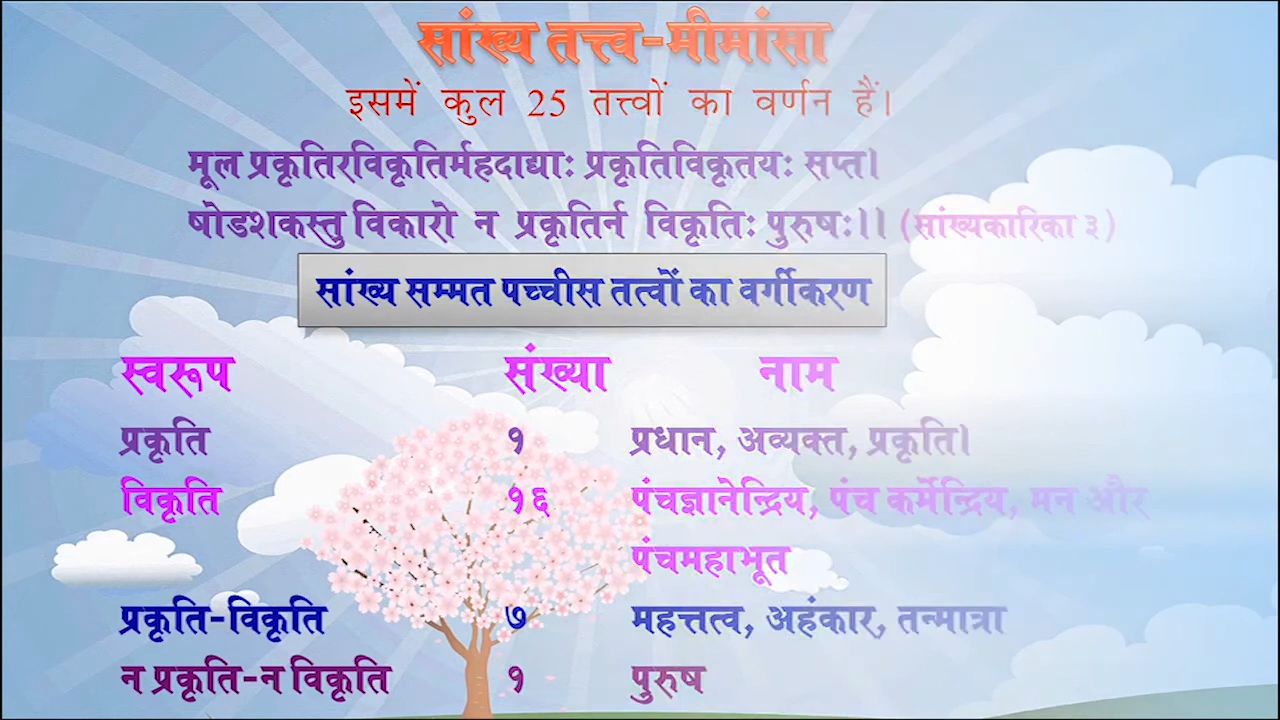 सांख्य तत्त्व-मीमांसा
इसमें कुल 25 तत्त्वों का वर्णन हैं।
मूल प्रकृतिरविकृतिर्महदाद्याः प्रकृतिविकृतयः सप्त।
षोडशकस्तु विकारो न प्रकृतिर्न विकृतिः पुरुषः।। (सांख्यकारिका ३)
सांख्य सम्मत पच्चीस तत्वों का वर्गीकरण
स्वरूप संख्या नाम
प्रकृति १ प्रधान, अव्यक्त, प्रकृति।
विकृति १६ पंचज्ञानेन्द्रिय, पंच कर्मेन्द्रिय, मन और
पंचमहाभूत
प्रकृति-विकृति ७ महत्तत्व, अहंकार, तन्मात्रा
न प्रकृति-न विकृति १ पुरुष